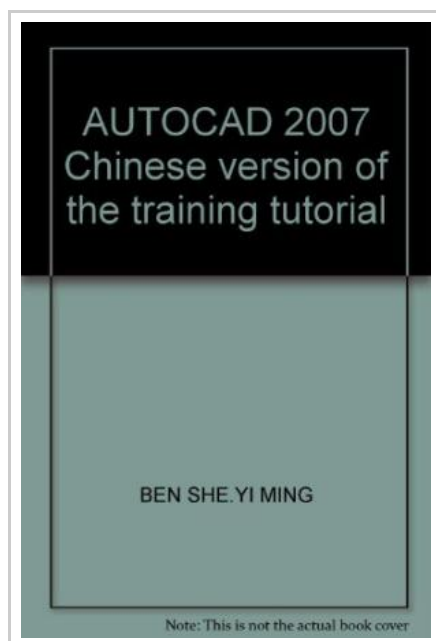 AUTOCAD 2007
Chinese version of
the training tutorial
BEN SHE.YI MING
Note: This is not the actual book cover